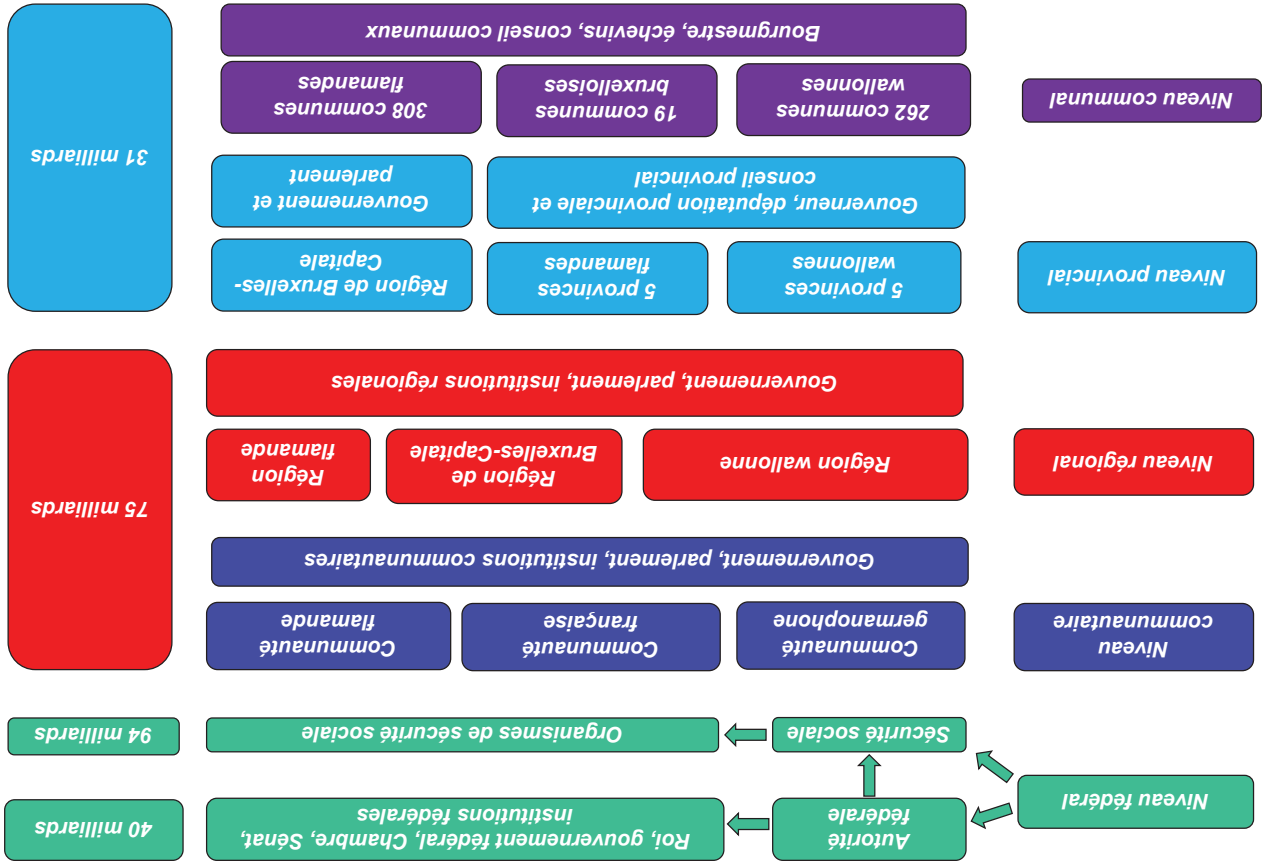 Niveau fédéral
Autorité
fédérale
Roi, gouvernement fédéral, Chambre, Sénat,
institutions fédérales
40 milliards
Sécurité sociale
Organismes de sécurité sociale
94 milliards
Niveau
communautaire
Communauté
germanophone
Communauté
française
Communauté
flamande
Gouvernement, parlement, institutions communautaires
75 milliards
Niveau régional
Région wallonne
Région de
Bruxelles-Capitale
Région
flamande
Gouvernement, parlement, institutions régionales
Niveau provincial
5 provinces
wallonnes
5 provinces
flamandes
Région de Bruxelles-
Capitale
Gouverneur, députation provinciale et
conseil provincial
Gouvernement et
parlement
31 milliards
Niveau communal
262 communes
wallonnes
19 communes
bruxelloises
308 communes
flamandes
Bourgmestre, échevins, conseil communaux